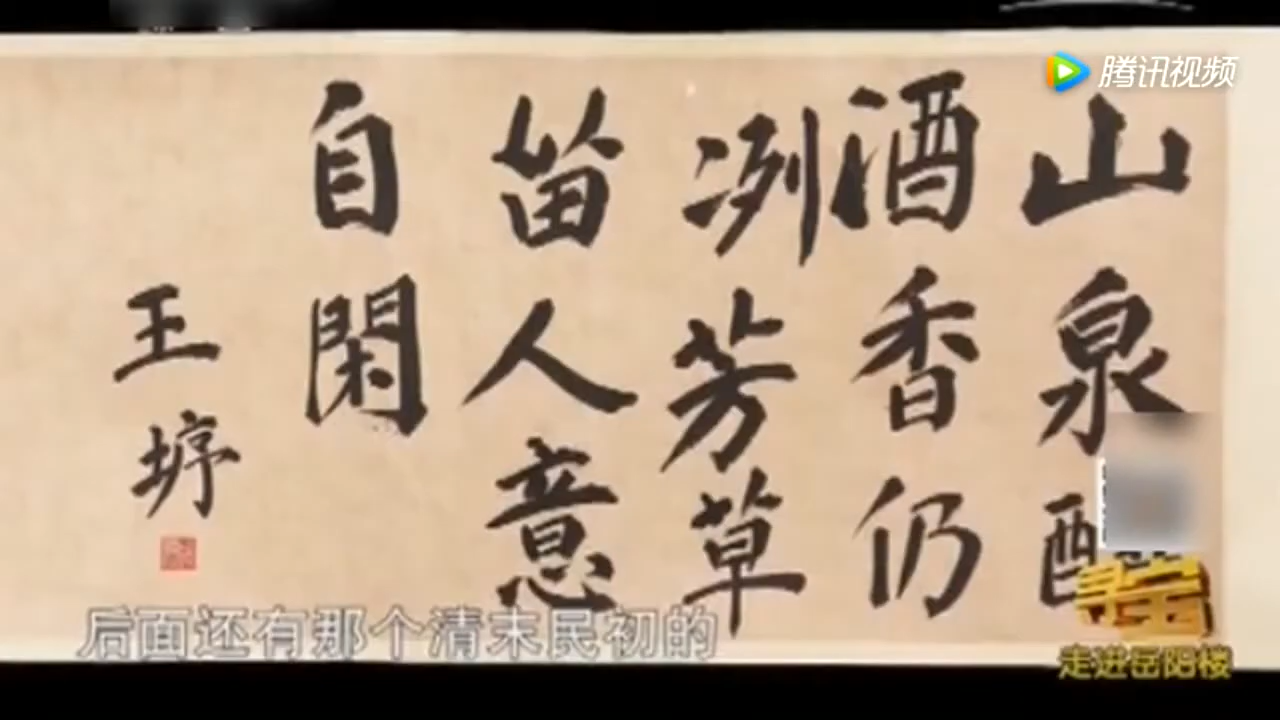 腾讯视频
山泉
酒香仍
冽芳草
留人意
自閑
王垿
后面还有那个清末民初的
寻宝
走进岳阳楼